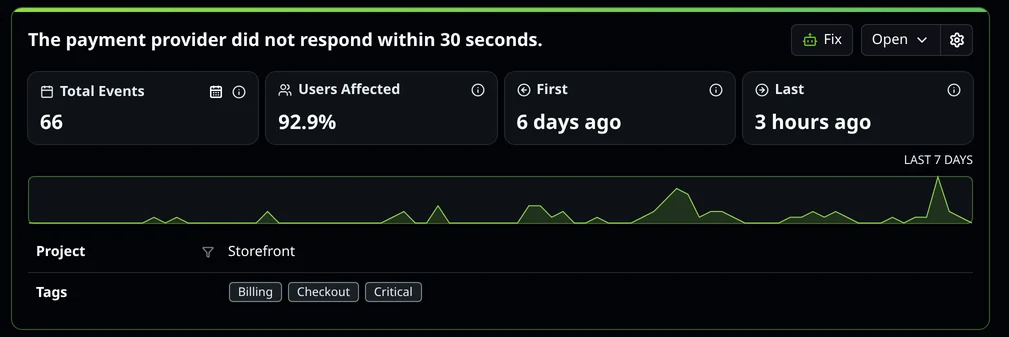 The payment provider did not respond within 30 seconds.
Fix
Open
Total Events
66
Users Affected
92.9%
First
6 days ago
Last
3 hours ago
LAST 7 DAYS
Project
Storefront
Tags
Billing
Checkout
Critical